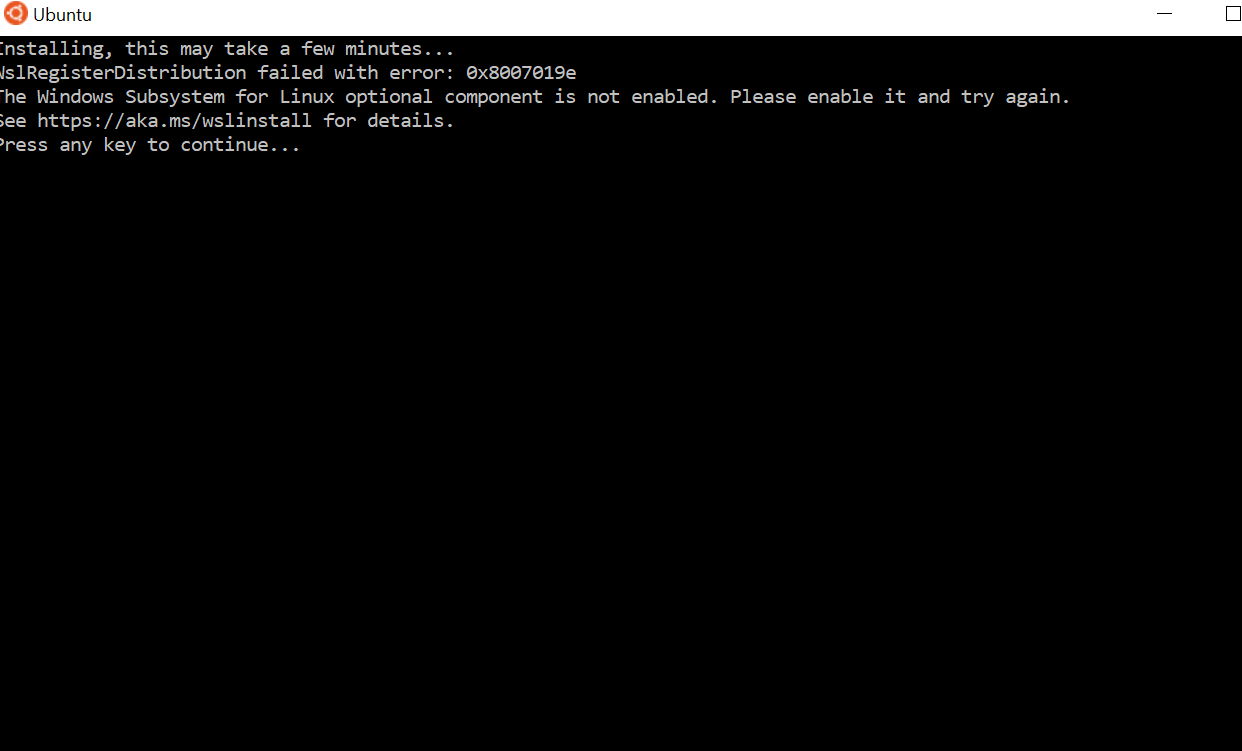 Ubuntu
Installing, this may take a few minutes...
WslRegisterDistribution failed with error: 0x8007019e
The Windows Subsystem for Linux optional component is not enabled. Please enable it and try again.
See https://aka.ms/wslinstall for details.
Press any key to continue...